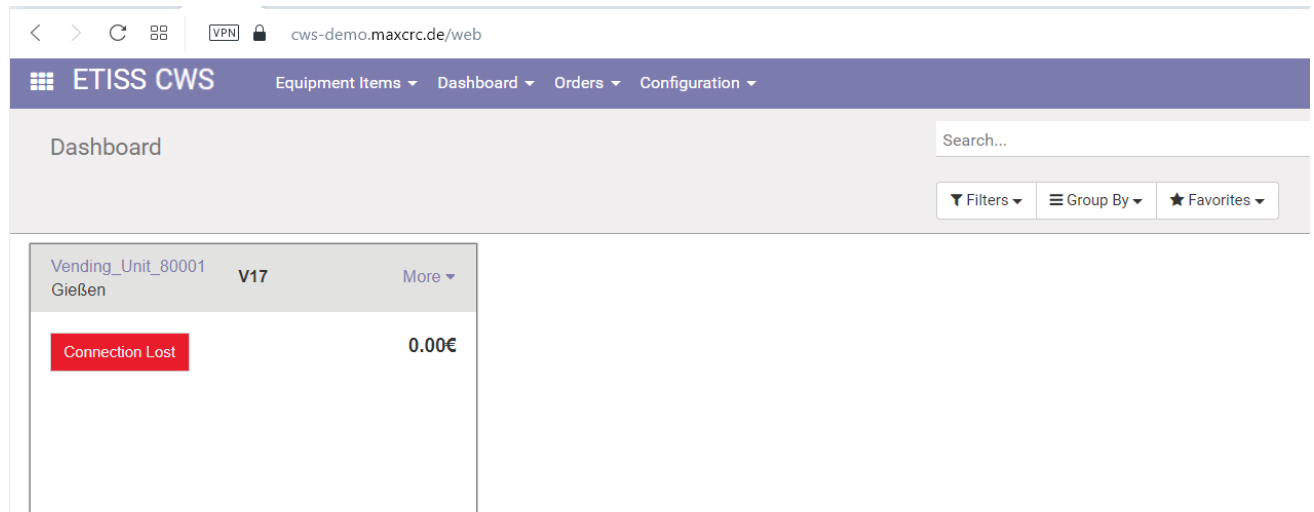 VPN cws-demo.maxcrc.de/web
ETISS CWS Equipment Items Dashboard Orders Configuration
Dashboard
Search...
Filters Group By Favorites
Vending_Unit_80001 V17 More
Gießen
Connection Lost 0.00€